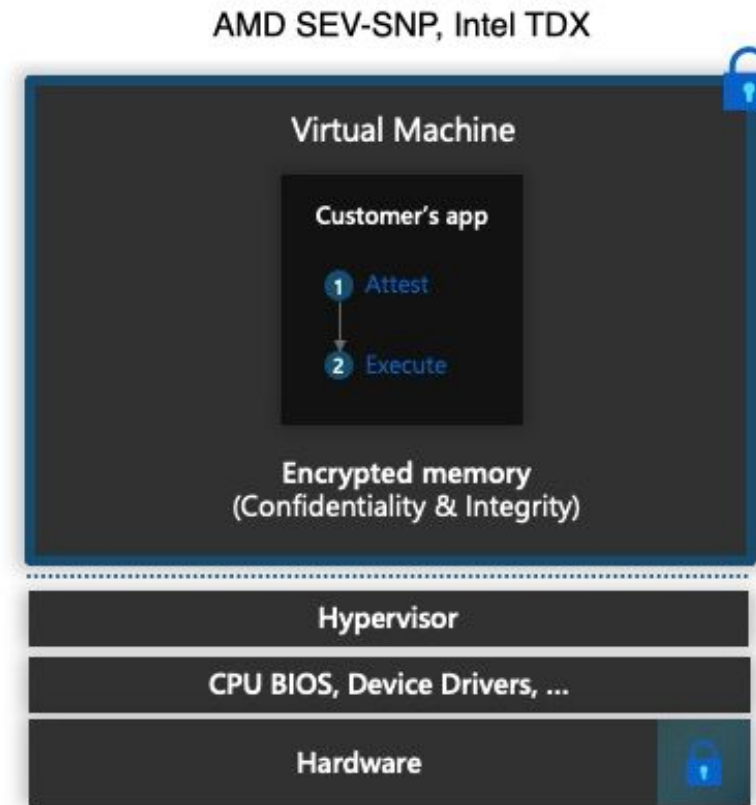 AMD SEV-SNP, Intel TDX
Virtual Machine
Customer's app
1 Attest
2 Execute
Encrypted memory
(Confidentiality & Integrity)
Hypervisor
CPU BIOS, Device Drivers, ...
Hardware